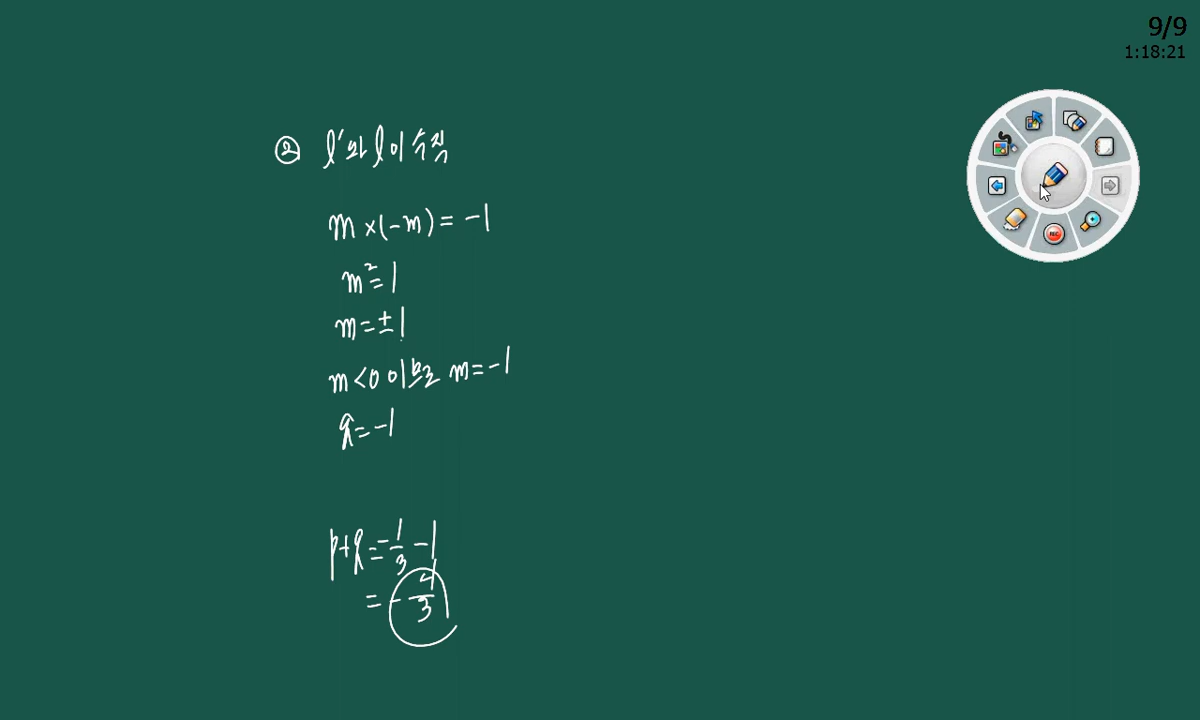 9/9
1:18:21
② l'와 l이 수직
m×(-m)=-1
m²=1
m=±1
m<0 이므로 m=-1
q=-1
p+q=-1/3-1
=-4/3
REC